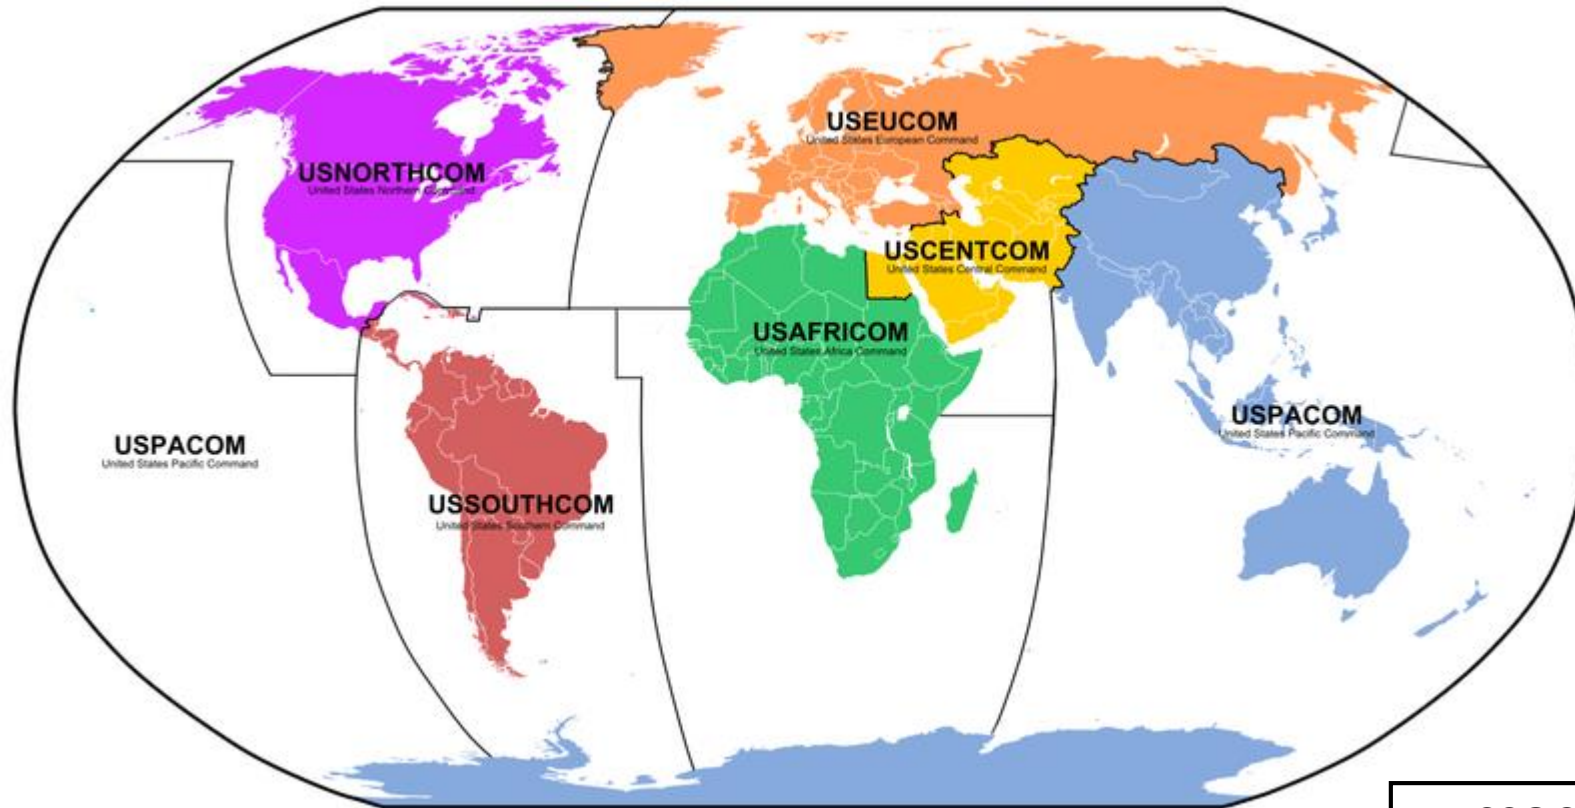 USEUCOM
United States European Command
USNORTHCOM
United States Northern Command
USCENTCOM
United States Central Command
USAFRICOM
United States Africa Command
USPACOM
United States Pacific Command
USPACOM
United States Pacific Command
USSOUTHCOM
United States Southern Command